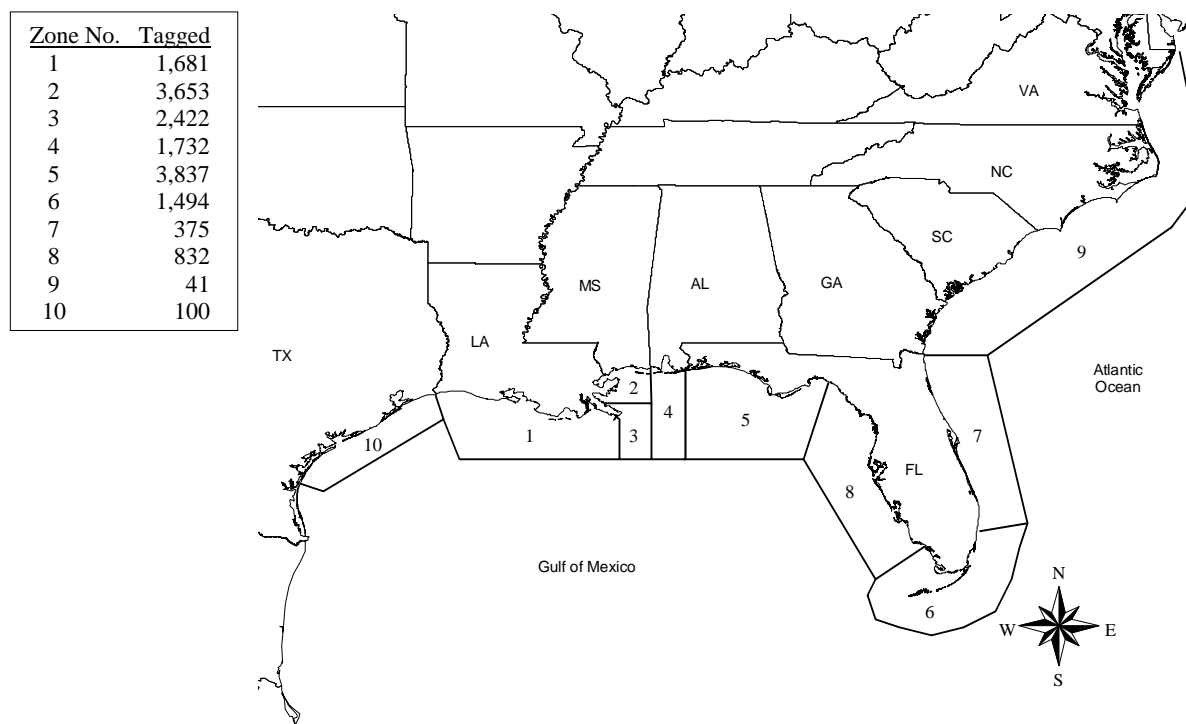 Zone No. Tagged
1 1,681
2 3,653
3 2,422
4 1,732
5 3,837
6 1,494
7 375
8 832
9 41
10 100
VA
NC
SC
9
MS
AL
GA
LA
TX
Atlantic
Ocean
2
4
5
7
1
3
10
FL
8
Gulf of Mexico
6
N
W
E
S